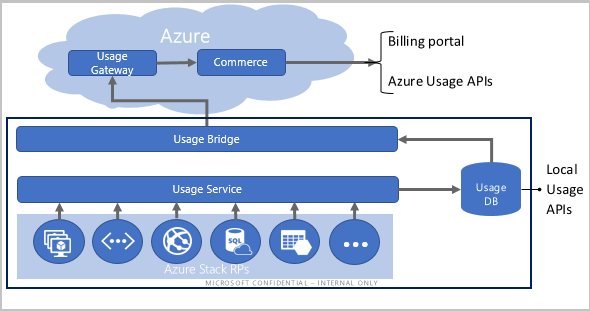 Azure
Usage
Gateway
Commerce
Billing portal
Azure Usage APIs
Usage Bridge
Usage Service
Usage
DB
Local
Usage
APIs
SQL
Azure Stack RPs
MICROSOFT CONFIDENTIAL – INTERNAL ONLY